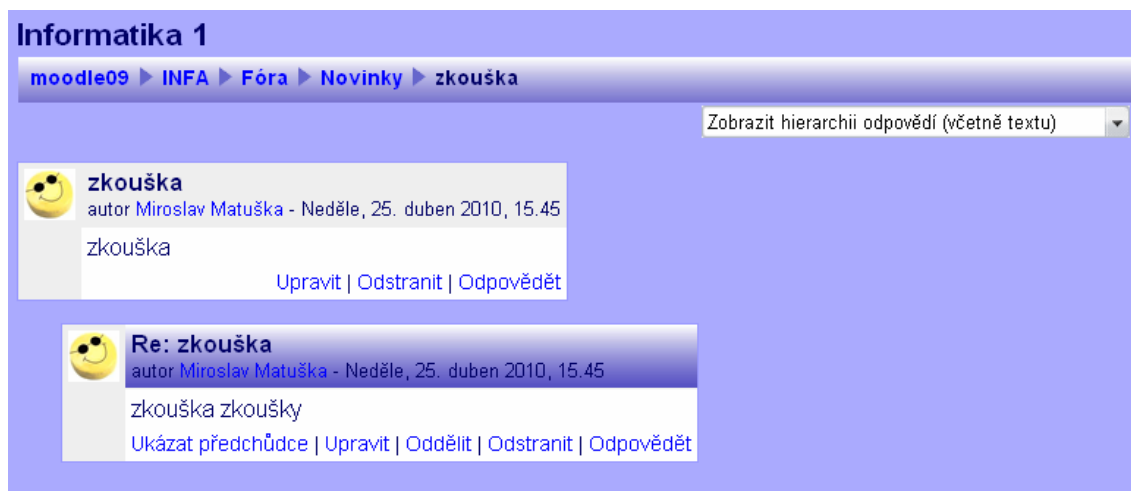 Informatika 1
moodle09 ▶ INFA ▶ Fóra ▶ Novinky ▶ zkouška
Zobrazit hierarchii odpovědí (včetně textu)
zkouška
autor Miroslav Matuška - Neděle, 25. duben 2010, 15.45
zkouška
Upravit | Odstranit | Odpovědět
Re: zkouška
autor Miroslav Matuška - Neděle, 25. duben 2010, 15.45
zkouška zkoušky
Ukázat předchůdce | Upravit | Oddělit | Odstranit | Odpovědět